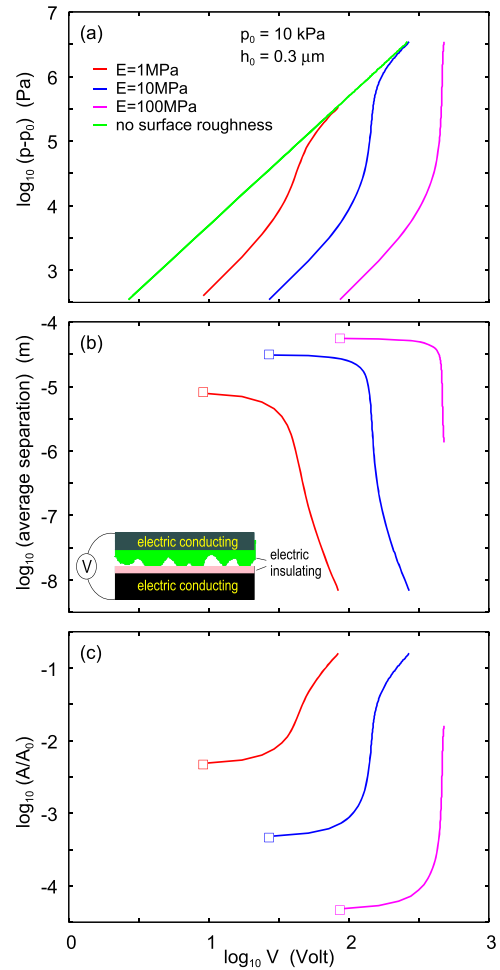 7
(a)
p₀ = 10 kPa
h₀ = 0.3 μm
E=1MPa
E=10MPa
E=100MPa
no surface roughness
6
5
4
3
log₁₀ (p-p₀) (Pa)
-4
(b)
-5
-6
-7
-8
log₁₀ (average separation) (m)
electric conducting
V
electric
insulating
electric conducting
(c)
-1
-2
-3
-4
log₁₀ (A/A₀)
0
1
2
3
log₁₀ V (Volt)